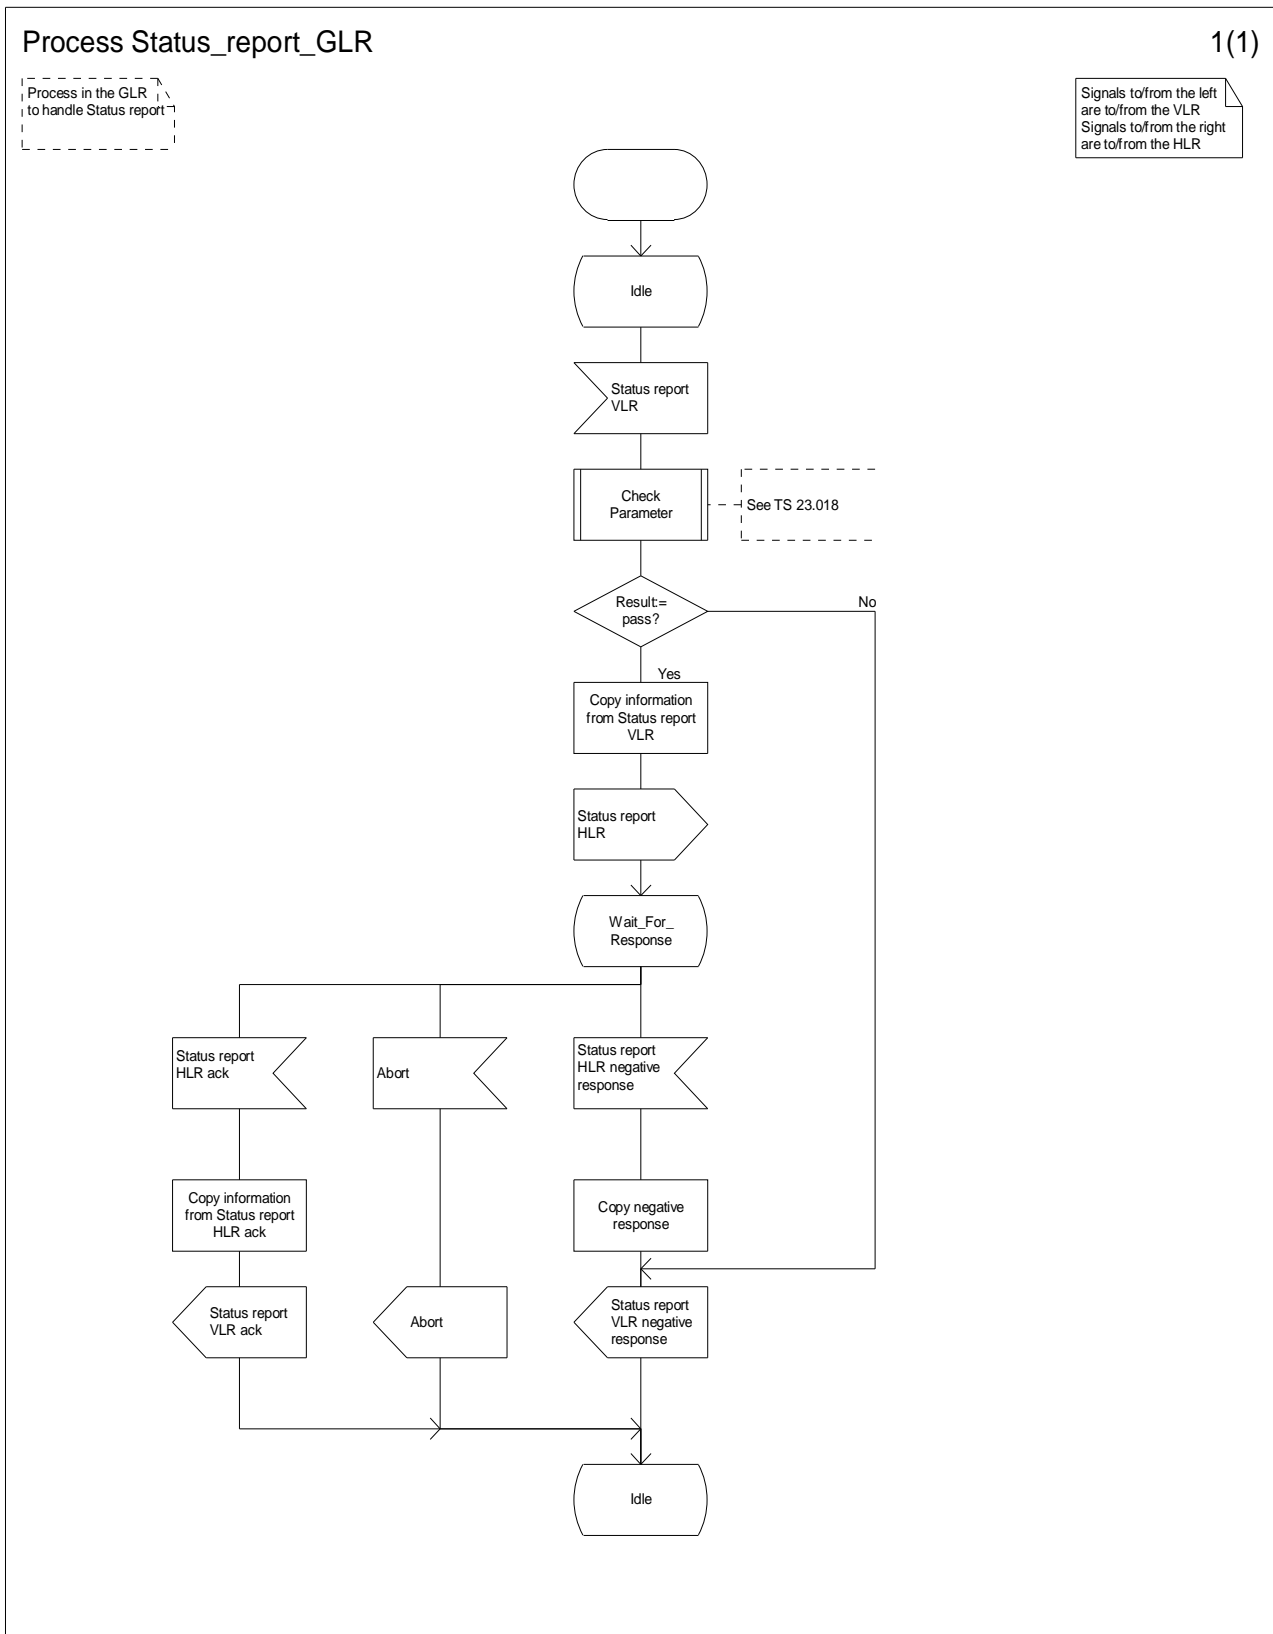 Process Status_report_GLR
1(1)
Process in the GLR
to handle Status report
Signals to/from the left
are to/from the VLR
Signals to/from the right
are to/from the HLR
Idle
Status report
VLR
Check
Parameter
See TS 23.018
Result:=
pass?
No
Yes
Copy information
from Status report
VLR
Status report
HLR
Wait_For_
Response
Status report
HLR ack
Abort
Status report
HLR negative
response
Copy information
from Status report
HLR ack
Copy negative
response
Status report
VLR ack
Abort
Status report
VLR negative
response
Idle